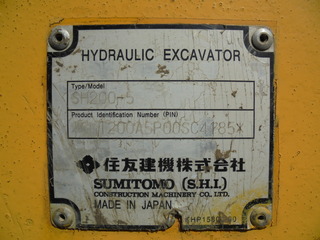 HYDRAULIC EXCAVATOR
Type/Model
SH200-5
Product Identification Number (PIN)
住友建機株式会社
SUMITOMO (S.H.I.)
CONSTRUCTION MACHINERY CO., LTD.
MADE IN JAPAN